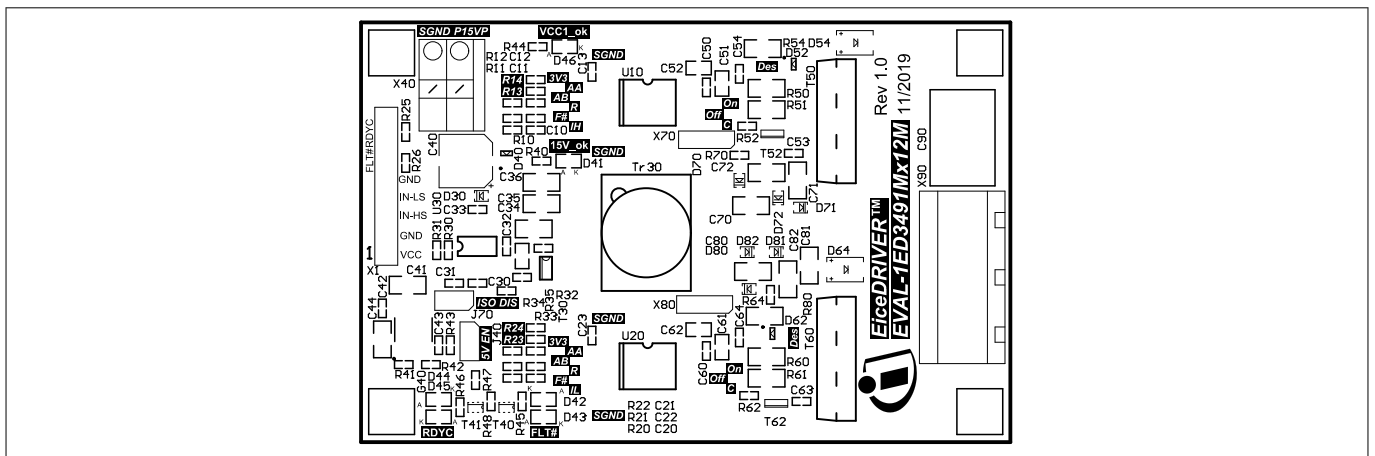 SGND P15VP
VCC1_ok
R44
R12 C12
R11 C11
R14
R13
D46
3V3
AA
AB
R
F#
IH
C10
R10
C13
SGND
U10
C52
C50
C51
C54
R54 D54
D52
Des
T50
R50
R51
On
Off
C
R52
X70
X40
R25
FLT#RDYC
R26
C40
D40
R40
15V_ok
D41
SGND
Tr30
D70
R70
C72
T52
C53
C71
D71
D72
C70
C36
C35
C34
GND
IN-LS
IN-HS
GND
VCC
1
X1
U30
D30
C33
R31
R30
C32
C31
C30
C41
C42
C44
ISO DIS
J70
R34
R35
R32
R33
T30
C80
D80
D82
D81
C82
C81
D64
R64
R80
X80
C62
C61
C64
D62
Des
T60
R60
R61
On
Off
C
C60
R62
T62
C63
C43
R43
J40
5V EN
R24
R23
3V3
AA
AB
R
F#
IL
C23
SGND
U20
R41
R42
G40
D44
D45
R46
R47
T41
R48
T40
R45
D42
D43
RDYC
FLT#
SGND
R22 C21
R21 C22
R20 C20
Rev 1.0
11/2019
EiceDRIVER™
EVAL-1ED3491Mx12M
C90
X90